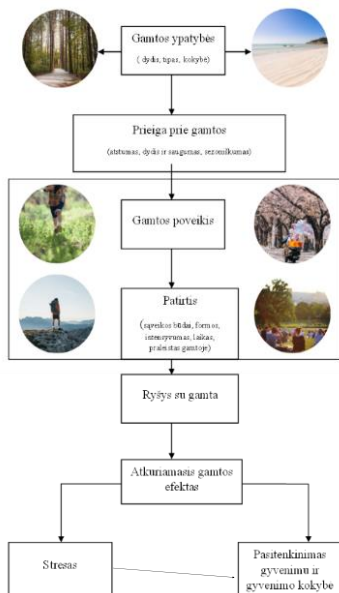 Gamtos ypatybės
( dydis, tipas, kokybė)
Prieiga prie gamtos
(atstumas, dydis ir saugumas, sezoniškumas)
Gamtos poveikis
Patirtis
(sąveikos būdai, formos,
intensyvumas, laikas,
praleistas gamtoje)
Ryšys su gamta
Atkuriamasis gamtos
efektas
Stresas
Pasitenkinimas
gyvenimu ir
gyvenimo kokybė